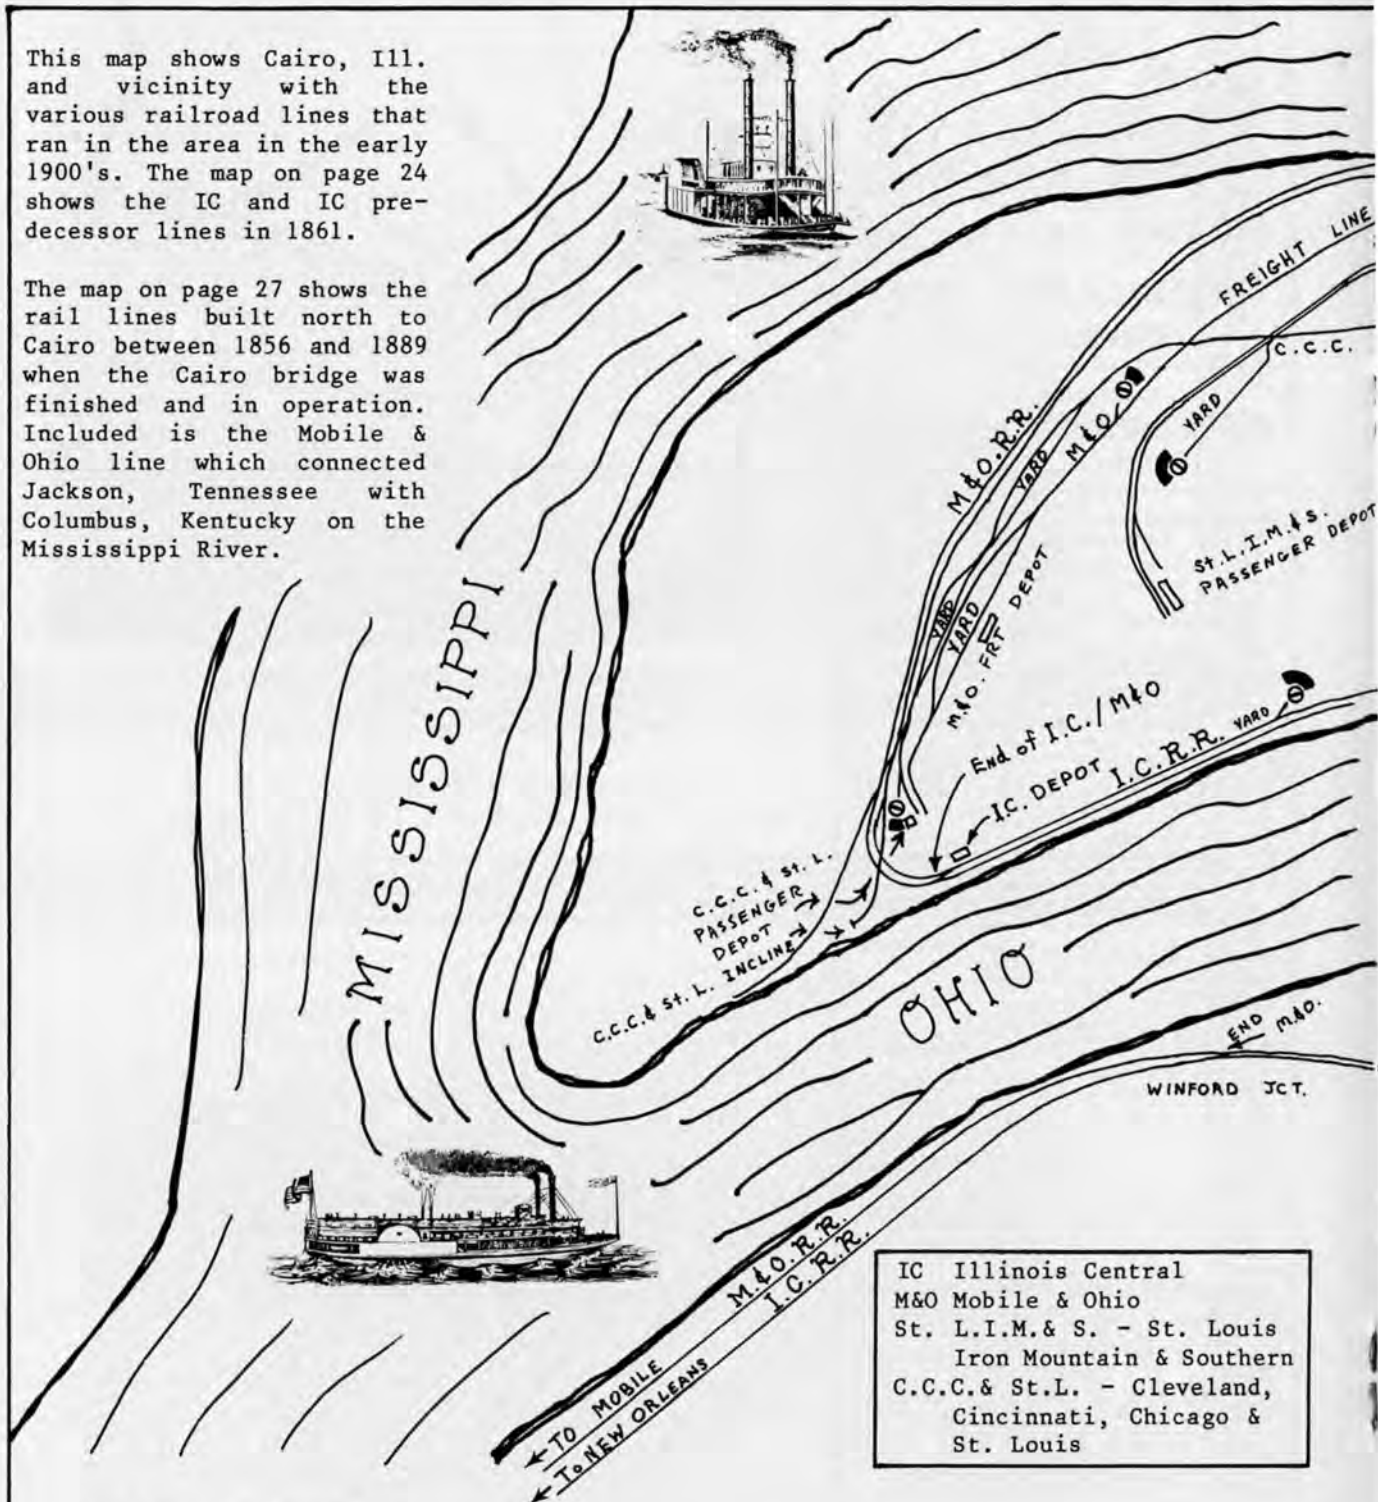 This map shows Cairo, Ill.
and vicinity with the
various railroad lines that
ran in the area in the early
1900's. The map on page 24
shows the IC and IC pre-
decessor lines in 1861.
The map on page 27 shows the
rail lines built north to
Cairo between 1856 and 1889
when the Cairo bridge was
finished and in operation.
Included is the Mobile &
Ohio line which connected
Jackson, Tennessee with
Columbus, Kentucky on the
Mississippi River.
FREIGHT LINE
C.C.C.
M&O.R.R.
YARD
M&O
YARD
St.L.I.M.&S.
PASSENGER DEPOT
YARD
YARD
M.&O. FRT DEPOT
MISSISSIPPI
End of I.C./M&O
I.C. DEPOT
I.C.R.R.
YARD
C.C.C.& St. L.
PASSENGER
DEPOT
C.C.C.& St. L. INCLINE
OHIO
END M&O.
WINFORD JCT.
M.&O.R.R.
I.C.R.R.
TO MOBILE
To NEW ORLEANS
IC Illinois Central
M&O Mobile & Ohio
St. L.I.M.& S. - St. Louis
Iron Mountain & Southern
C.C.C.& St.L. - Cleveland,
Cincinnati, Chicago &
St. Louis